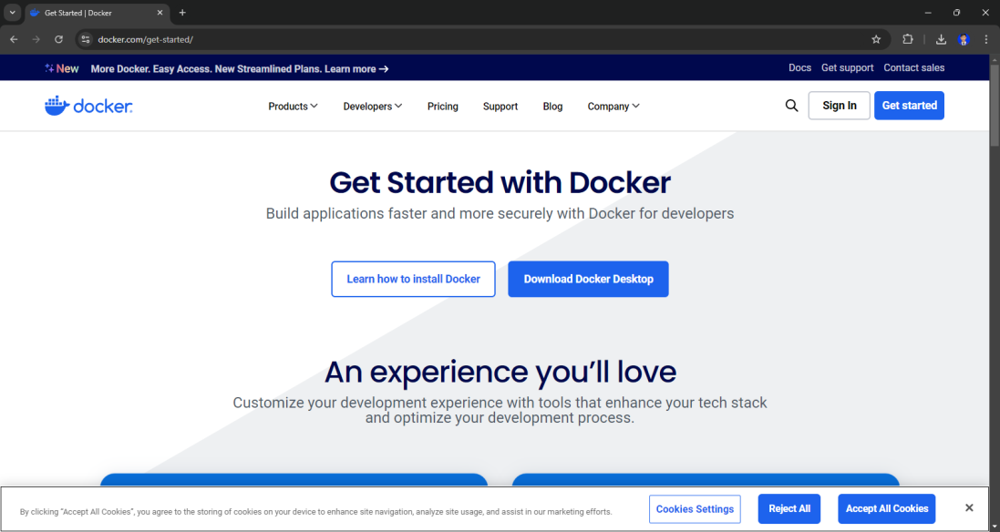 Get Started | Docker
docker.com/get-started/
New More Docker. Easy Access. New Streamlined Plans. Learn more →
Docs Get support Contact sales
docker
Products Developers Pricing Support Blog Company
Sign In Get started
Get Started with Docker
Build applications faster and more securely with Docker for developers
Learn how to install Docker Download Docker Desktop
An experience you’ll love
Customize your development experience with tools that enhance your tech stack
and optimize your development process.
By clicking “Accept All Cookies”, you agree to the storing of cookies on your device to enhance site navigation, analyze site usage, and assist in our marketing efforts.
Cookies Settings Reject All Accept All Cookies